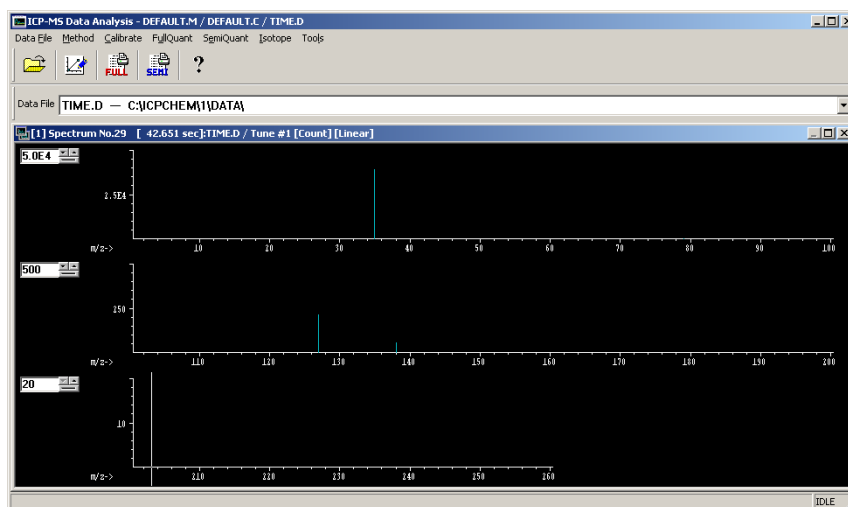 ICP-MS Data Analysis - DEFAULT.M / DEFAULT.C / TIME.D
Data File Method Calibrate FullQuant SemiQuant Isotope Tools
FULL SEMI ?
Data File TIME.D — C:\ICPCHEM\1\DATA\
[1] Spectrum No.29 [ 42.651 sec]:TIME.D / Tune #1 [Count] [Linear]
5.0E4
2.5E4
m/z-> 10 20 30 40 50 60 70 80 90 100
500
250
m/z-> 110 120 130 140 150 160 170 180 190 200
20
10
m/z-> 210 220 230 240 250 260
IDLE